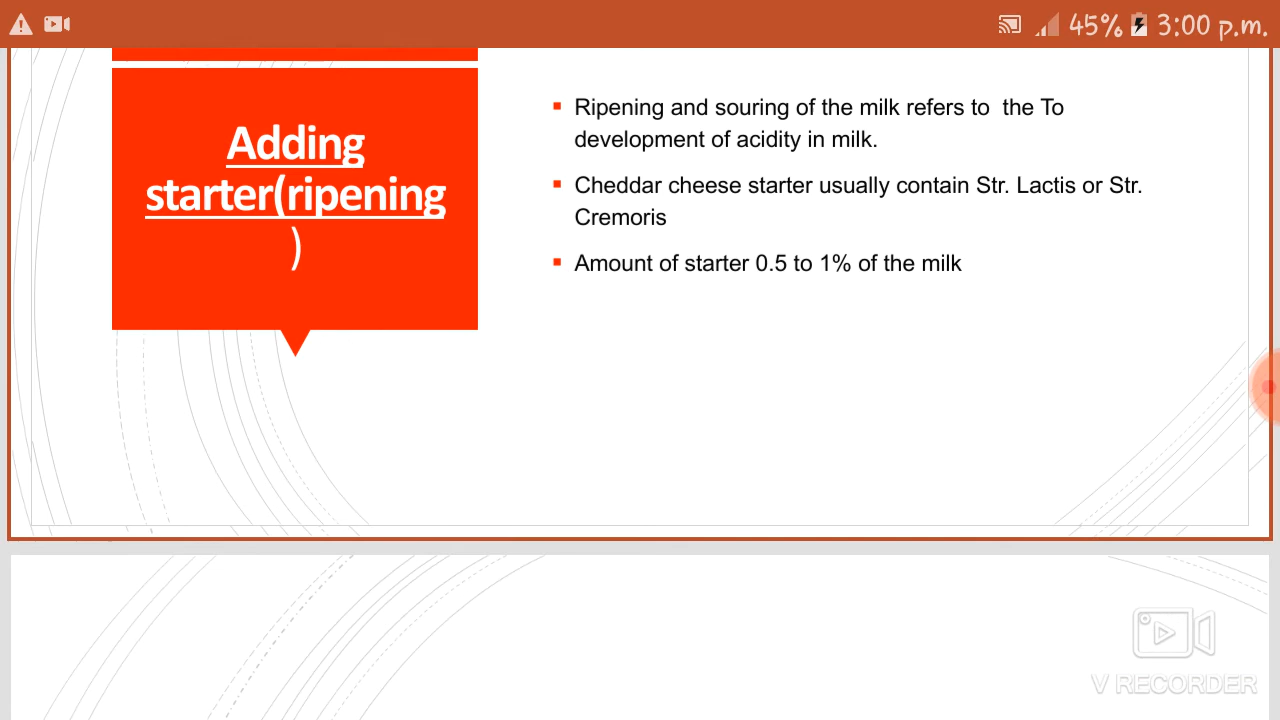 45% 3:00 p.m.
Adding
starter(ripening
)
Ripening and souring of the milk refers to  the To
development of acidity in milk.
Cheddar cheese starter usually contain Str. Lactis or Str.
Cremoris
Amount of starter 0.5 to 1% of the milk
V RECORDER